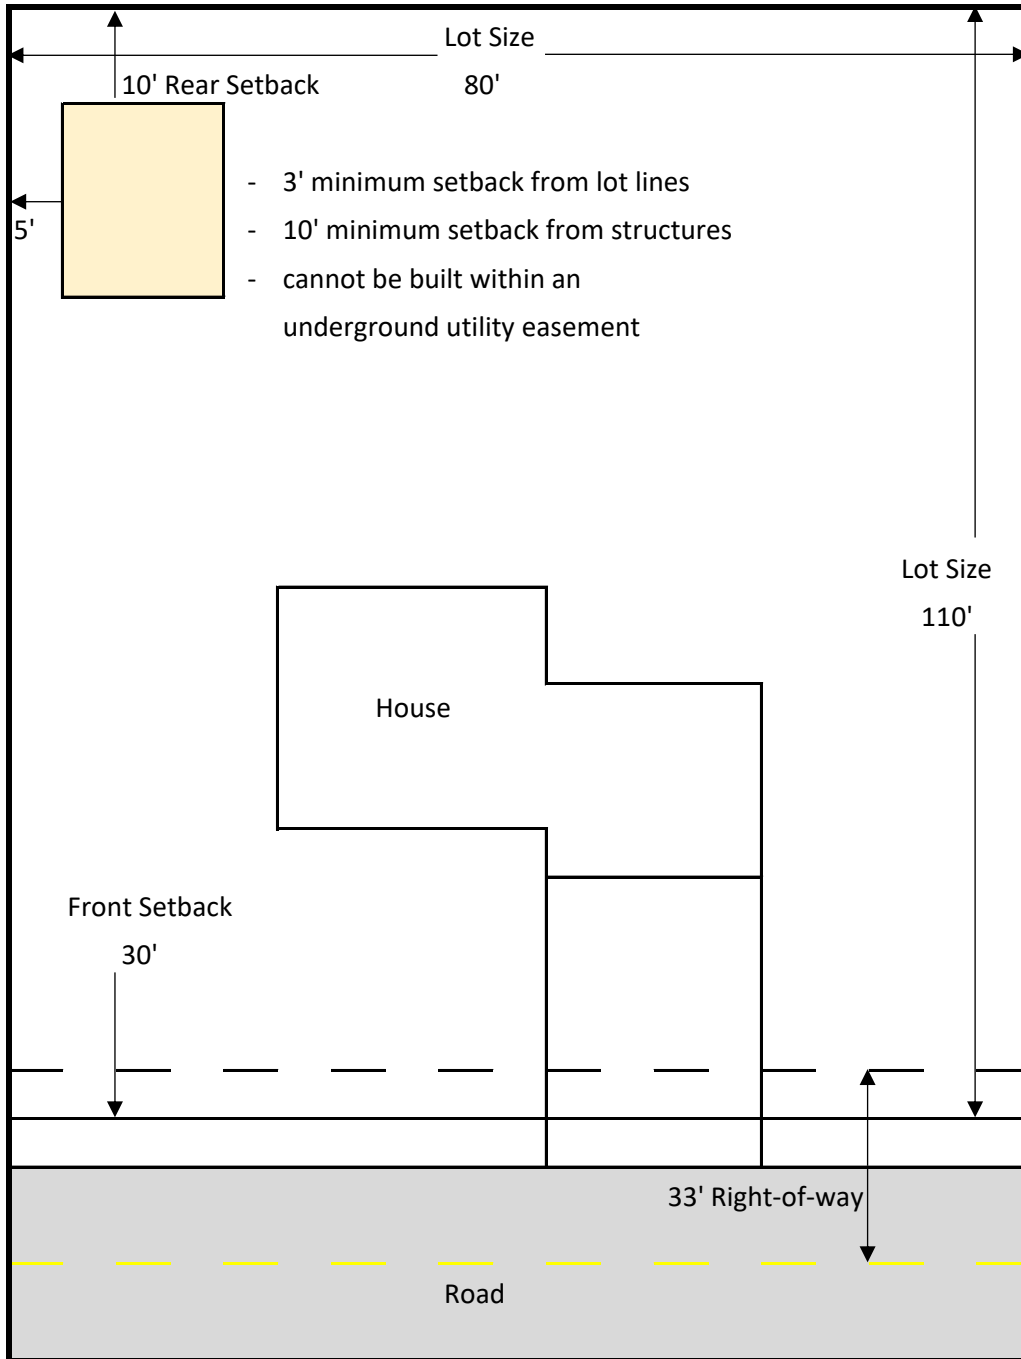 Lot Size
80'
10' Rear Setback
5'
- 3' minimum setback from lot lines
- 10' minimum setback from structures
- cannot be built within an
underground utility easement
Lot Size
110'
House
Front Setback
30'
33' Right-of-way
Road